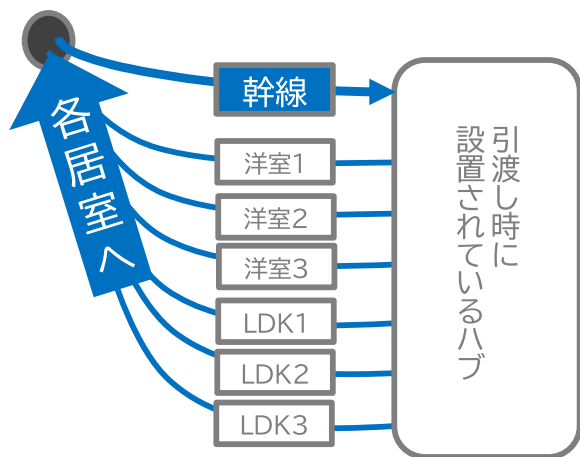 幹線
各居室へ
洋室1
洋室2
洋室3
LDK1
LDK2
LDK3
引渡し時に
設置されているハブ